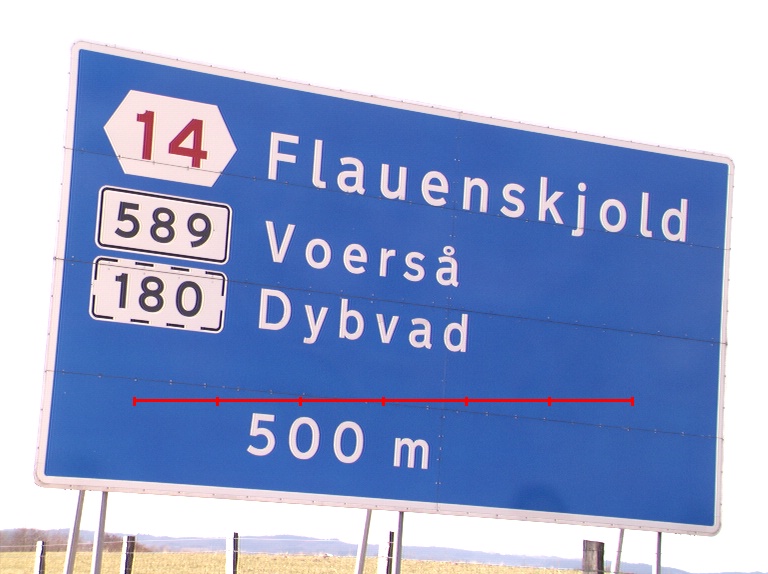 14 Flauenskjold
589 Voerså
180 Dybvad
500 m